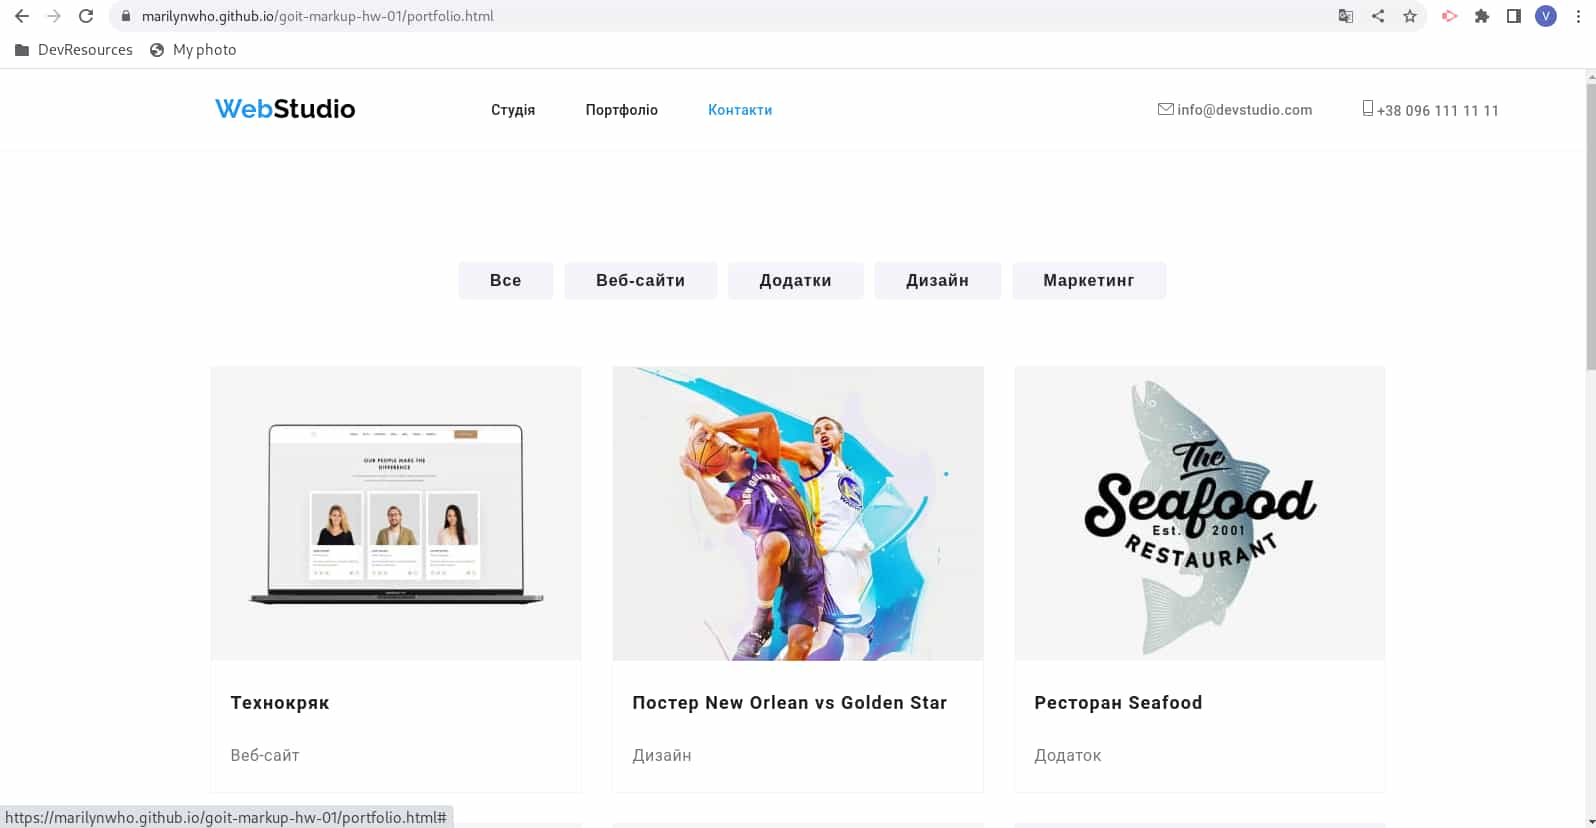 marilynwho.github.io/goit-markup-hw-01/portfolio.html
V
DevResources
My photo
WebStudio
Студія
Портфоліо
Контакти
info@devstudio.com
+38 096 111 11 11
Все
Веб-сайти
Додатки
Дизайн
Маркетинг
OUR PEOPLE MAKE THE
DIFFERENCE
NEW ORLEANS
4
The
Seafood
Est. 2001
RESTAURANT
Технокряк
Постер New Orlean vs Golden Star
Ресторан Seafood
Веб-сайт
Дизайн
Додаток
https://marilynwho.github.io/goit-markup-hw-01/portfolio.html#